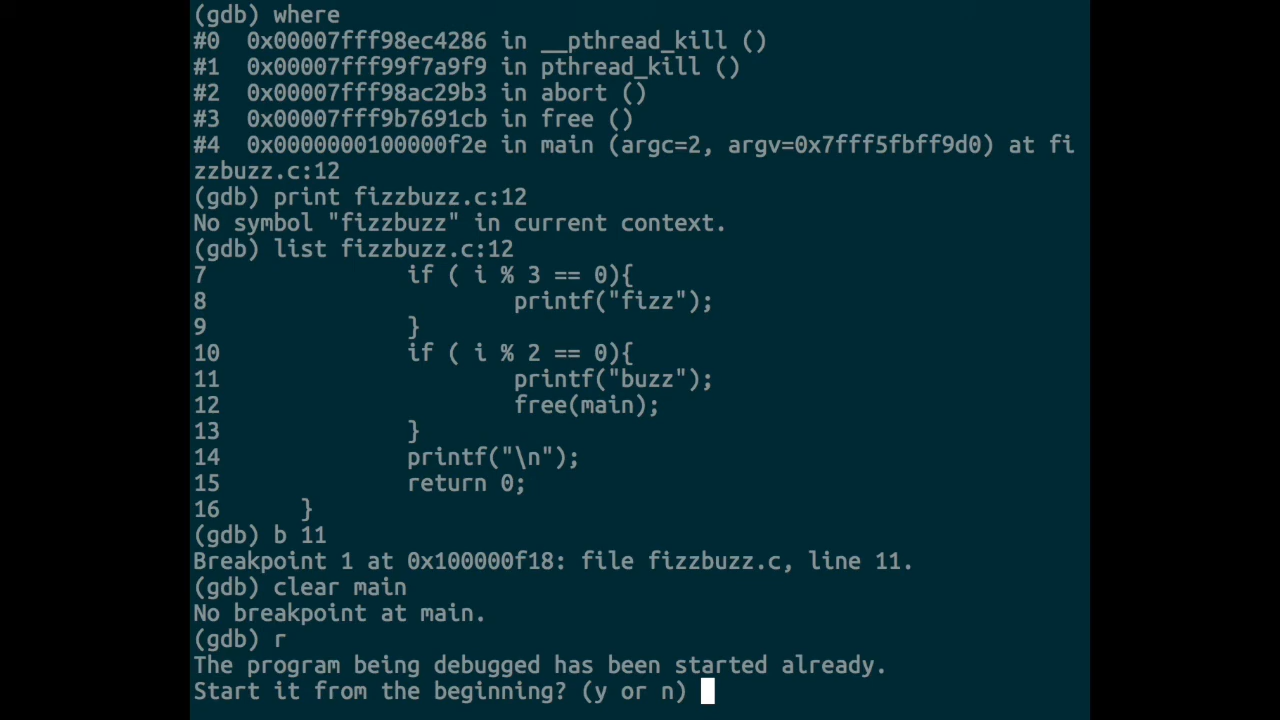 (gdb) where
#0  0x00007fff98ec4286 in __pthread_kill ()
#1  0x00007fff99f7a9f9 in pthread_kill ()
#2  0x00007fff98ac29b3 in abort ()
#3  0x00007fff9b7691cb in free ()
#4  0x0000000100000f2e in main (argc=2, argv=0x7fff5fbff9d0) at fi
zzbuzz.c:12
(gdb) print fizzbuzz.c:12
No symbol "fizzbuzz" in current context.
(gdb) list fizzbuzz.c:12
7               if ( i % 3 == 0){
8                       printf("fizz");
9               }
10              if ( i % 2 == 0){
11                      printf("buzz");
12                      free(main);
13              }
14              printf("\n");
15              return 0;
16      }
(gdb) b 11
Breakpoint 1 at 0x100000f18: file fizzbuzz.c, line 11.
(gdb) clear main
No breakpoint at main.
(gdb) r
The program being debugged has been started already.
Start it from the beginning? (y or n)